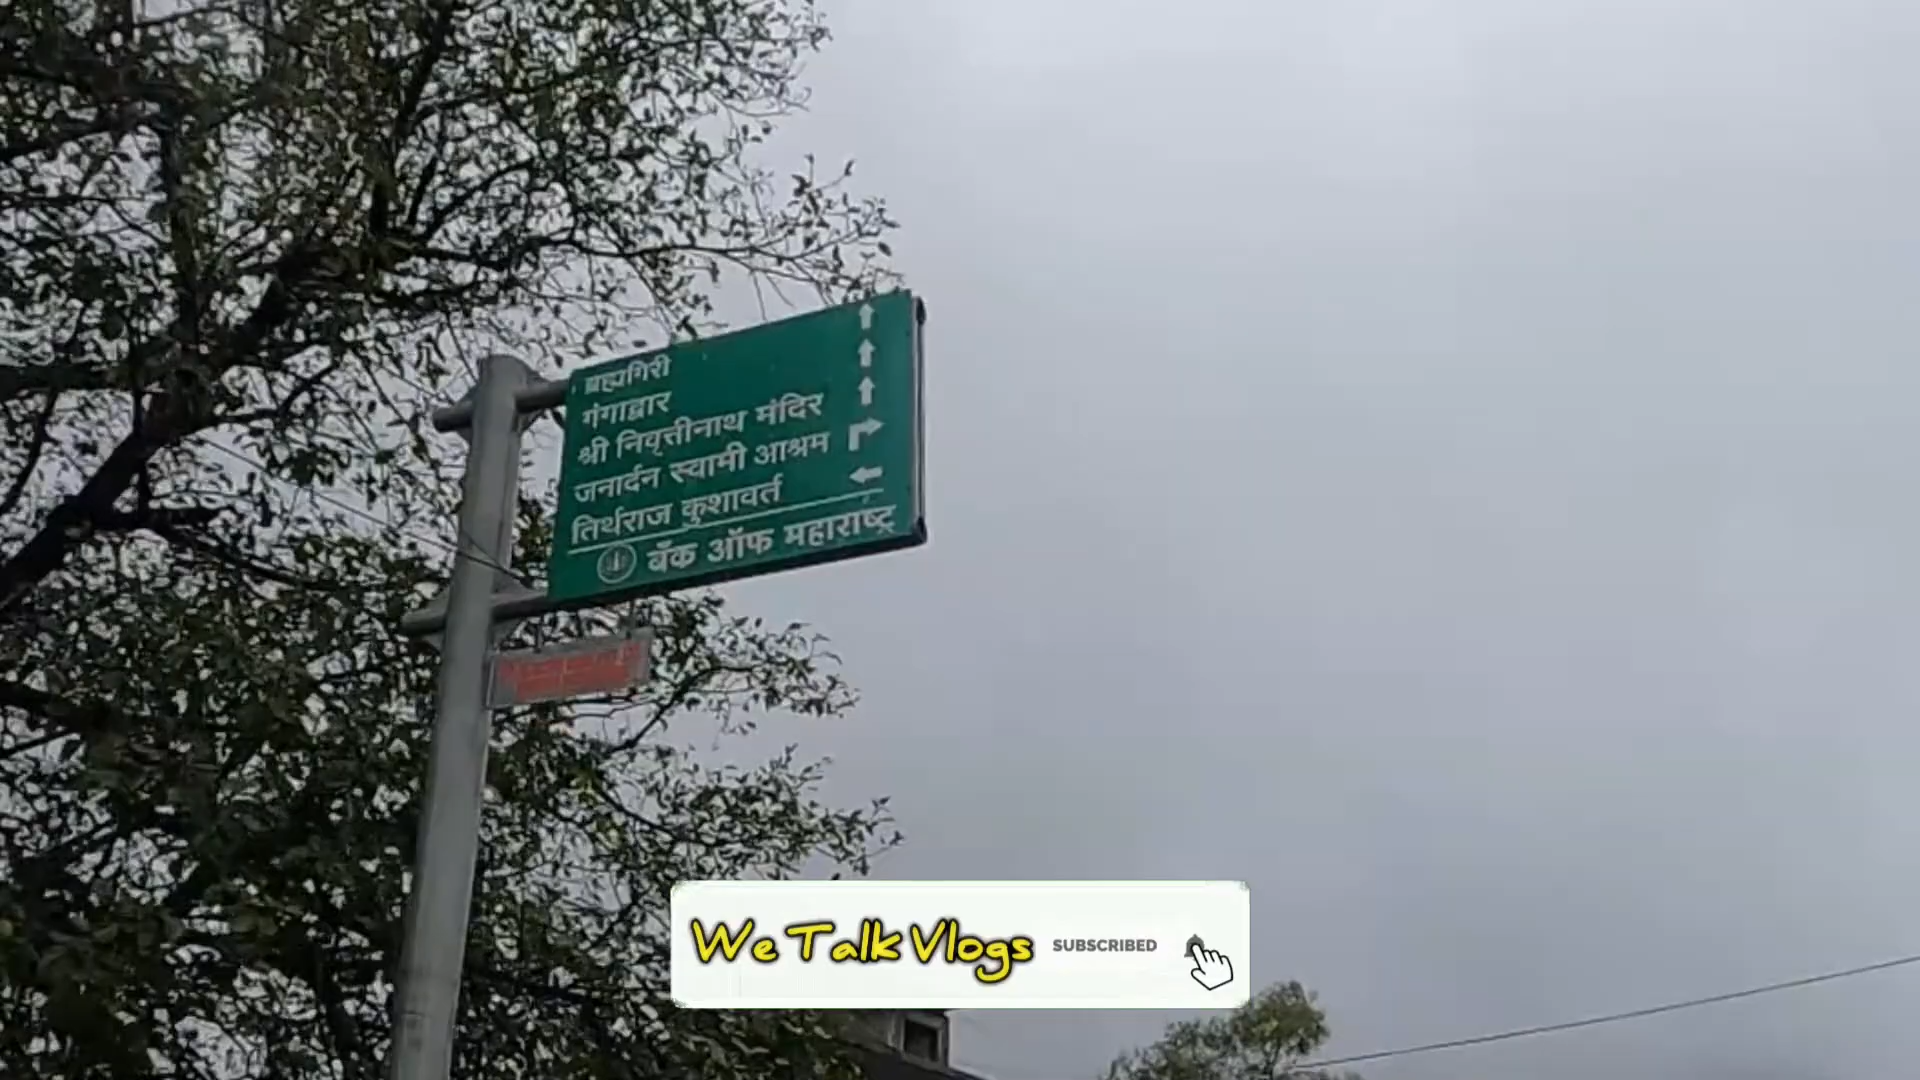 ब्रह्मगिरी
गंगाद्वार
श्री निवृत्तीनाथ मंदिर
जनार्दन स्वामी आश्रम
तिर्थराज कुशावर्त
बँक ऑफ महाराष्ट्र
We Talk Vlogs
SUBSCRIBED